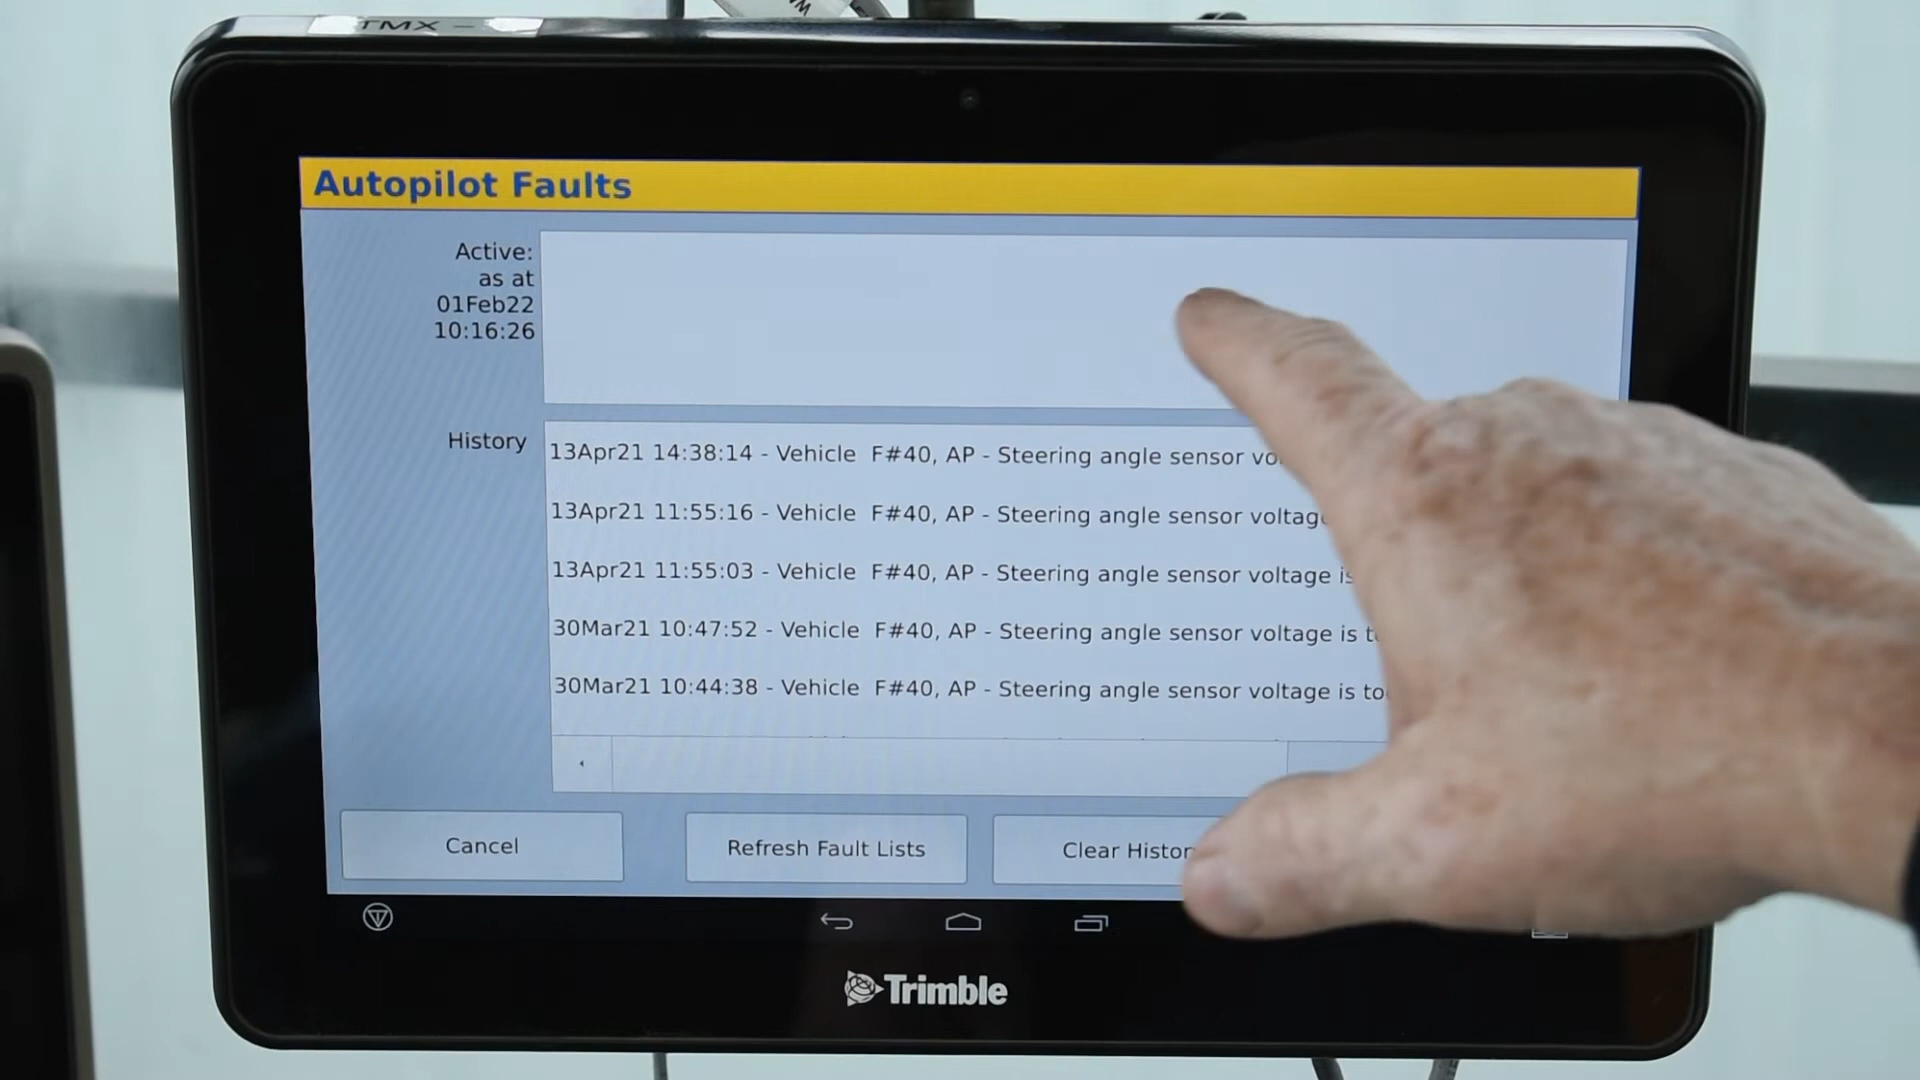 TMX -
Autopilot Faults
Active:
as at
01Feb22
10:16:26
History
13Apr21 14:38:14 - Vehicle F#40, AP - Steering angle sensor
13Apr21 11:55:16 - Vehicle F#40, AP - Steering angle sensor
13Apr21 11:55:03 - Vehicle F#40, AP - Steering angle sensor voltage is
30Mar21 10:47:52 - Vehicle F#40, AP - Steering angle sensor voltage is
30Mar21 10:44:38 - Vehicle F#40, AP - Steering angle sensor voltage is
Cancel
Refresh Fault Lists
Clear
Trimble